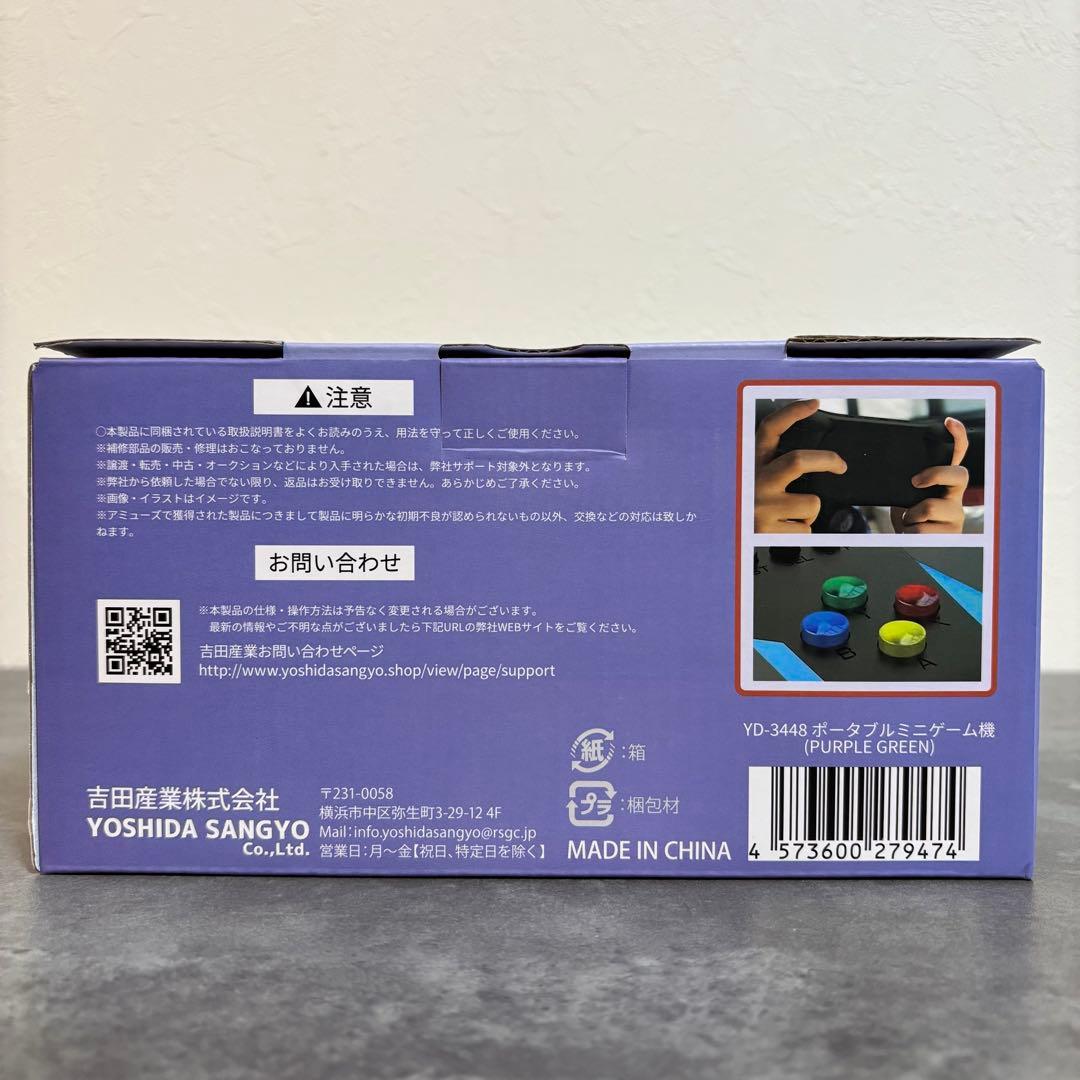 注意
○本製品に同梱されている取扱説明書をよくお読みのうえ、用法を守って正しくご使用ください。
※補修部品の販売・修理はおこなっておりません。
※譲渡・転売・中古・オークションなどにより入手された場合は、弊社サポート対象外となります。
※弊社から依頼した場合でない限り、返品はお受け取りできません。あらかじめご了承ください。
※画像・イラストはイメージです。
※アミューズで獲得された製品につきまして製品に明らかな初期不良が認められないもの以外、交換などの対応は致しか
ねます。
お問い合わせ
※本製品の仕様・操作方法は予告なく変更される場合がございます。
最新の情報やご不明な点がございましたら下記URLの弊社WEBサイトをご覧ください。
吉田産業お問い合わせページ
http://www.yoshidasangyo.shop/view/page/support
B
A
YD-3448 ポータブルミニゲーム機
(PURPLE GREEN)
紙:箱
プラ:梱包材
吉田産業株式会社
YOSHIDA SANGYO
Co.,Ltd.
〒231-0058
横浜市中区弥生町3-29-12 4F
Mail：info.yoshidasangyo@rsgc.jp
営業日：月～金【祝日、特定日を除く】
MADE IN CHINA
4 573600 279474